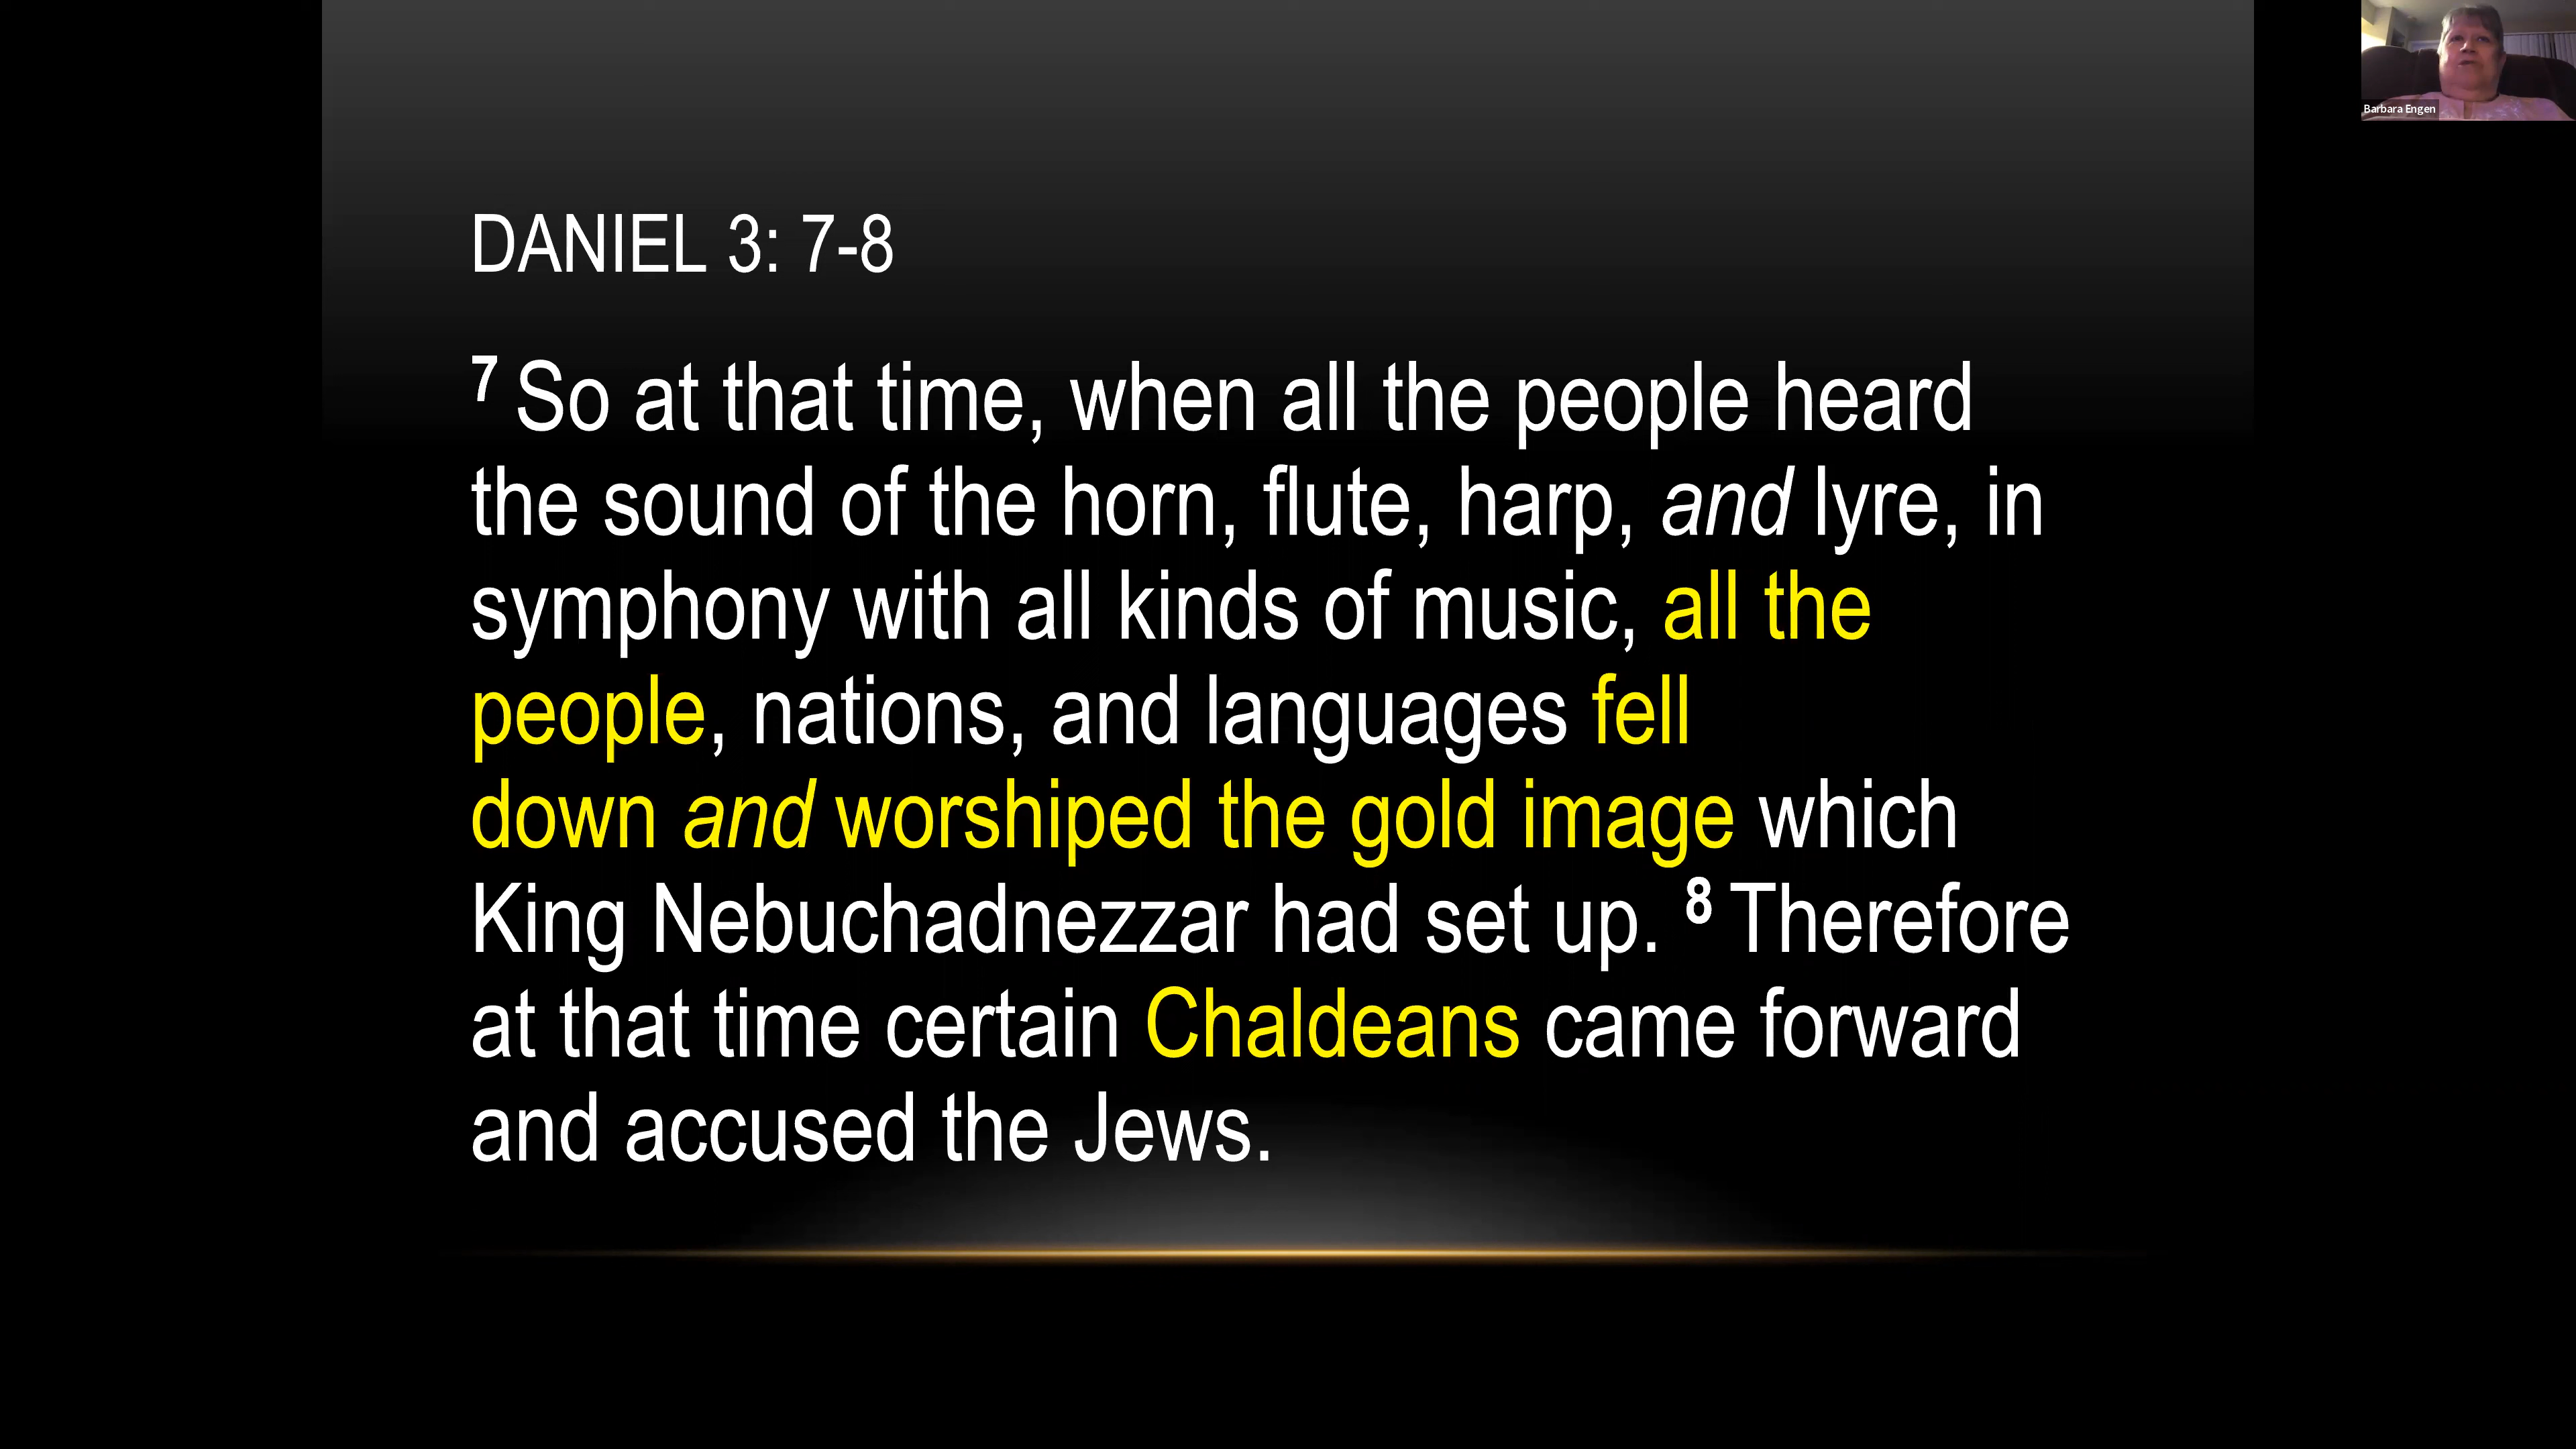 Barbara Engen
DANIEL 3: 7-8
7 So at that time, when all the people heard
the sound of the horn, flute, harp, and lyre, in
symphony with all kinds of music, all the
people, nations, and languages fell
down and worshiped the gold image which
King Nebuchadnezzar had set up. 8 Therefore
at that time certain Chaldeans came forward
and accused the Jews.